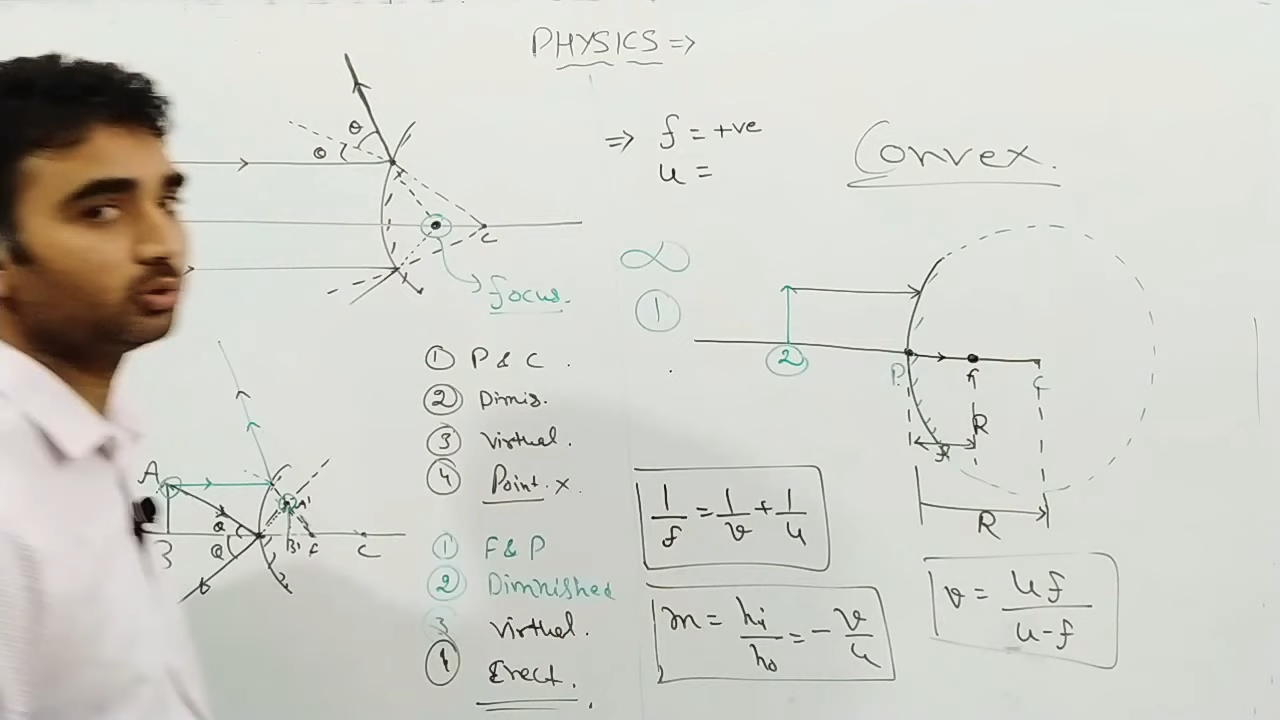 PHYSICS ⇒
⇒ f = +ve
u =
Convex.
θ
θ
C
focus.
∞
①
②
P
C
R
R
① P & C .
② Dimis.
③ Virtual.
④ Point. x
A
B
θ
θ
A'
B'
F
C
① F & P
② Diminished
3 Virtual.
④ Erect.
1/f = 1/v + 1/u
m = hi/ho = - v/u
v = uf/u-f